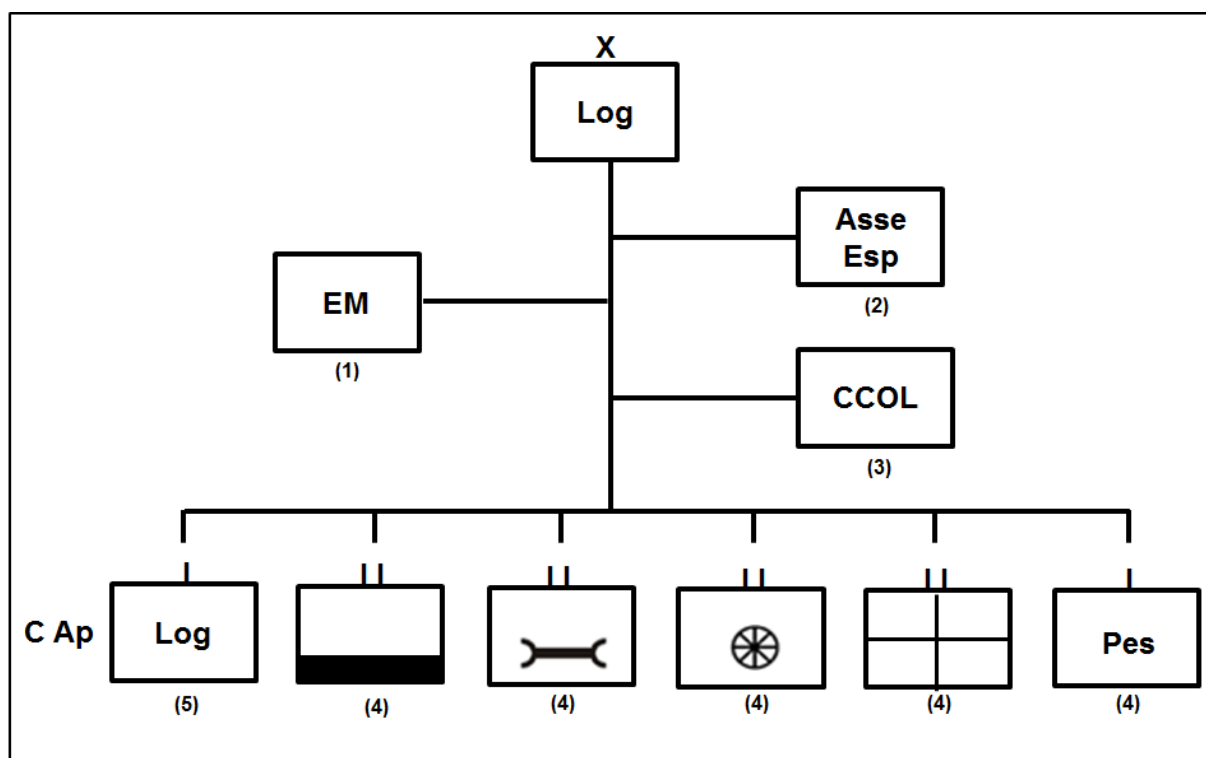 X
Log
Asse
Esp
(2)
EM
(1)
CCOL
(3)
I
I I
I I
I I
I I
I
C Ap
Log
Pes
(5)
(4)
(4)
(4)
(4)
(4)